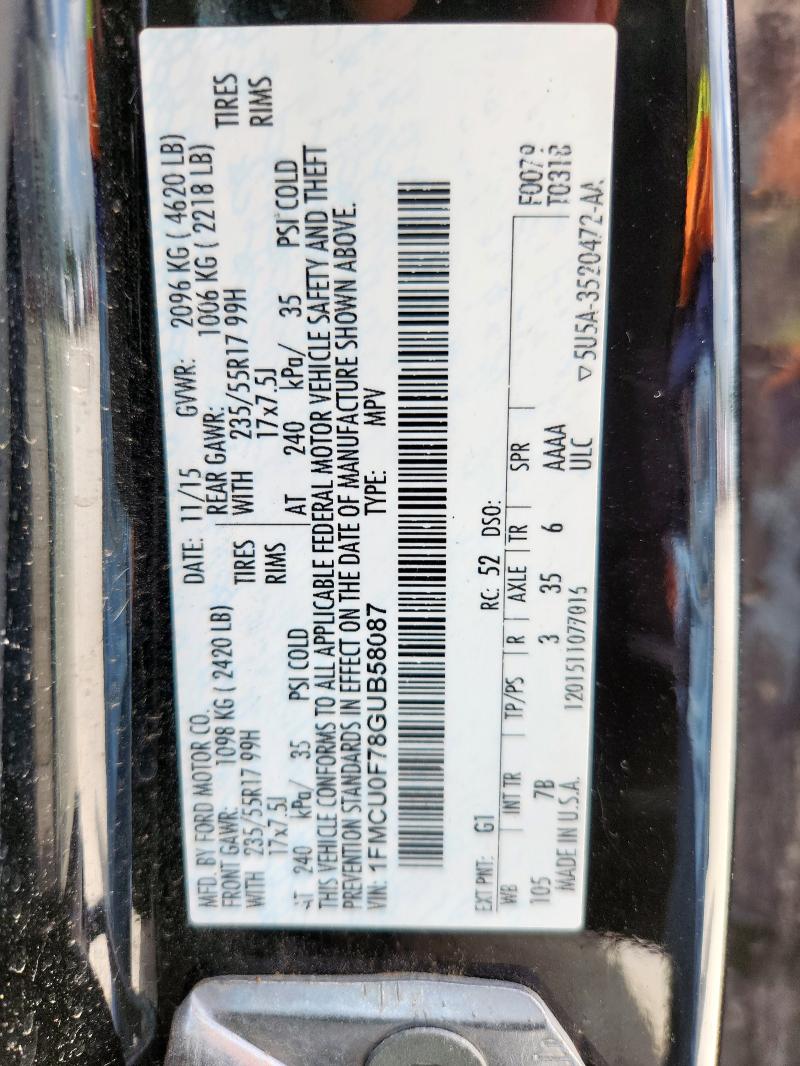 MFD. BY FORD MOTOR CO. DATE: 11/15 GVWR: 2096 KG ( 4620 LB)
FRONT GAWR: 1098 KG ( 2420 LB) REAR GAWR: 1006 KG ( 2218 LB)
WITH 235/55R17 99H TIRES WITH 235/55R17 99H TIRES
17x7.5J RIMS 17x7.5J RIMS
AT 240 kPa/ 35 PSI COLD AT 240 kPa/ 35 PSI COLD
THIS VEHICLE CONFORMS TO ALL APPLICABLE FEDERAL MOTOR VEHICLE SAFETY AND THEFT
PREVENTION STANDARDS IN EFFECT ON THE DATE OF MANUFACTURE SHOWN ABOVE.
VIN: 1FMCU0F78GUB58087 TYPE: MPV
EXT PNT: G1 RC: 52 DSO:
WB INT TR TP/PS R AXLE TR SPR F0079
105 7B 3 35 6 AAAA T0318
MADE IN U.S.A. 1201511077016 ULC
▽5U5A-3520472-AA